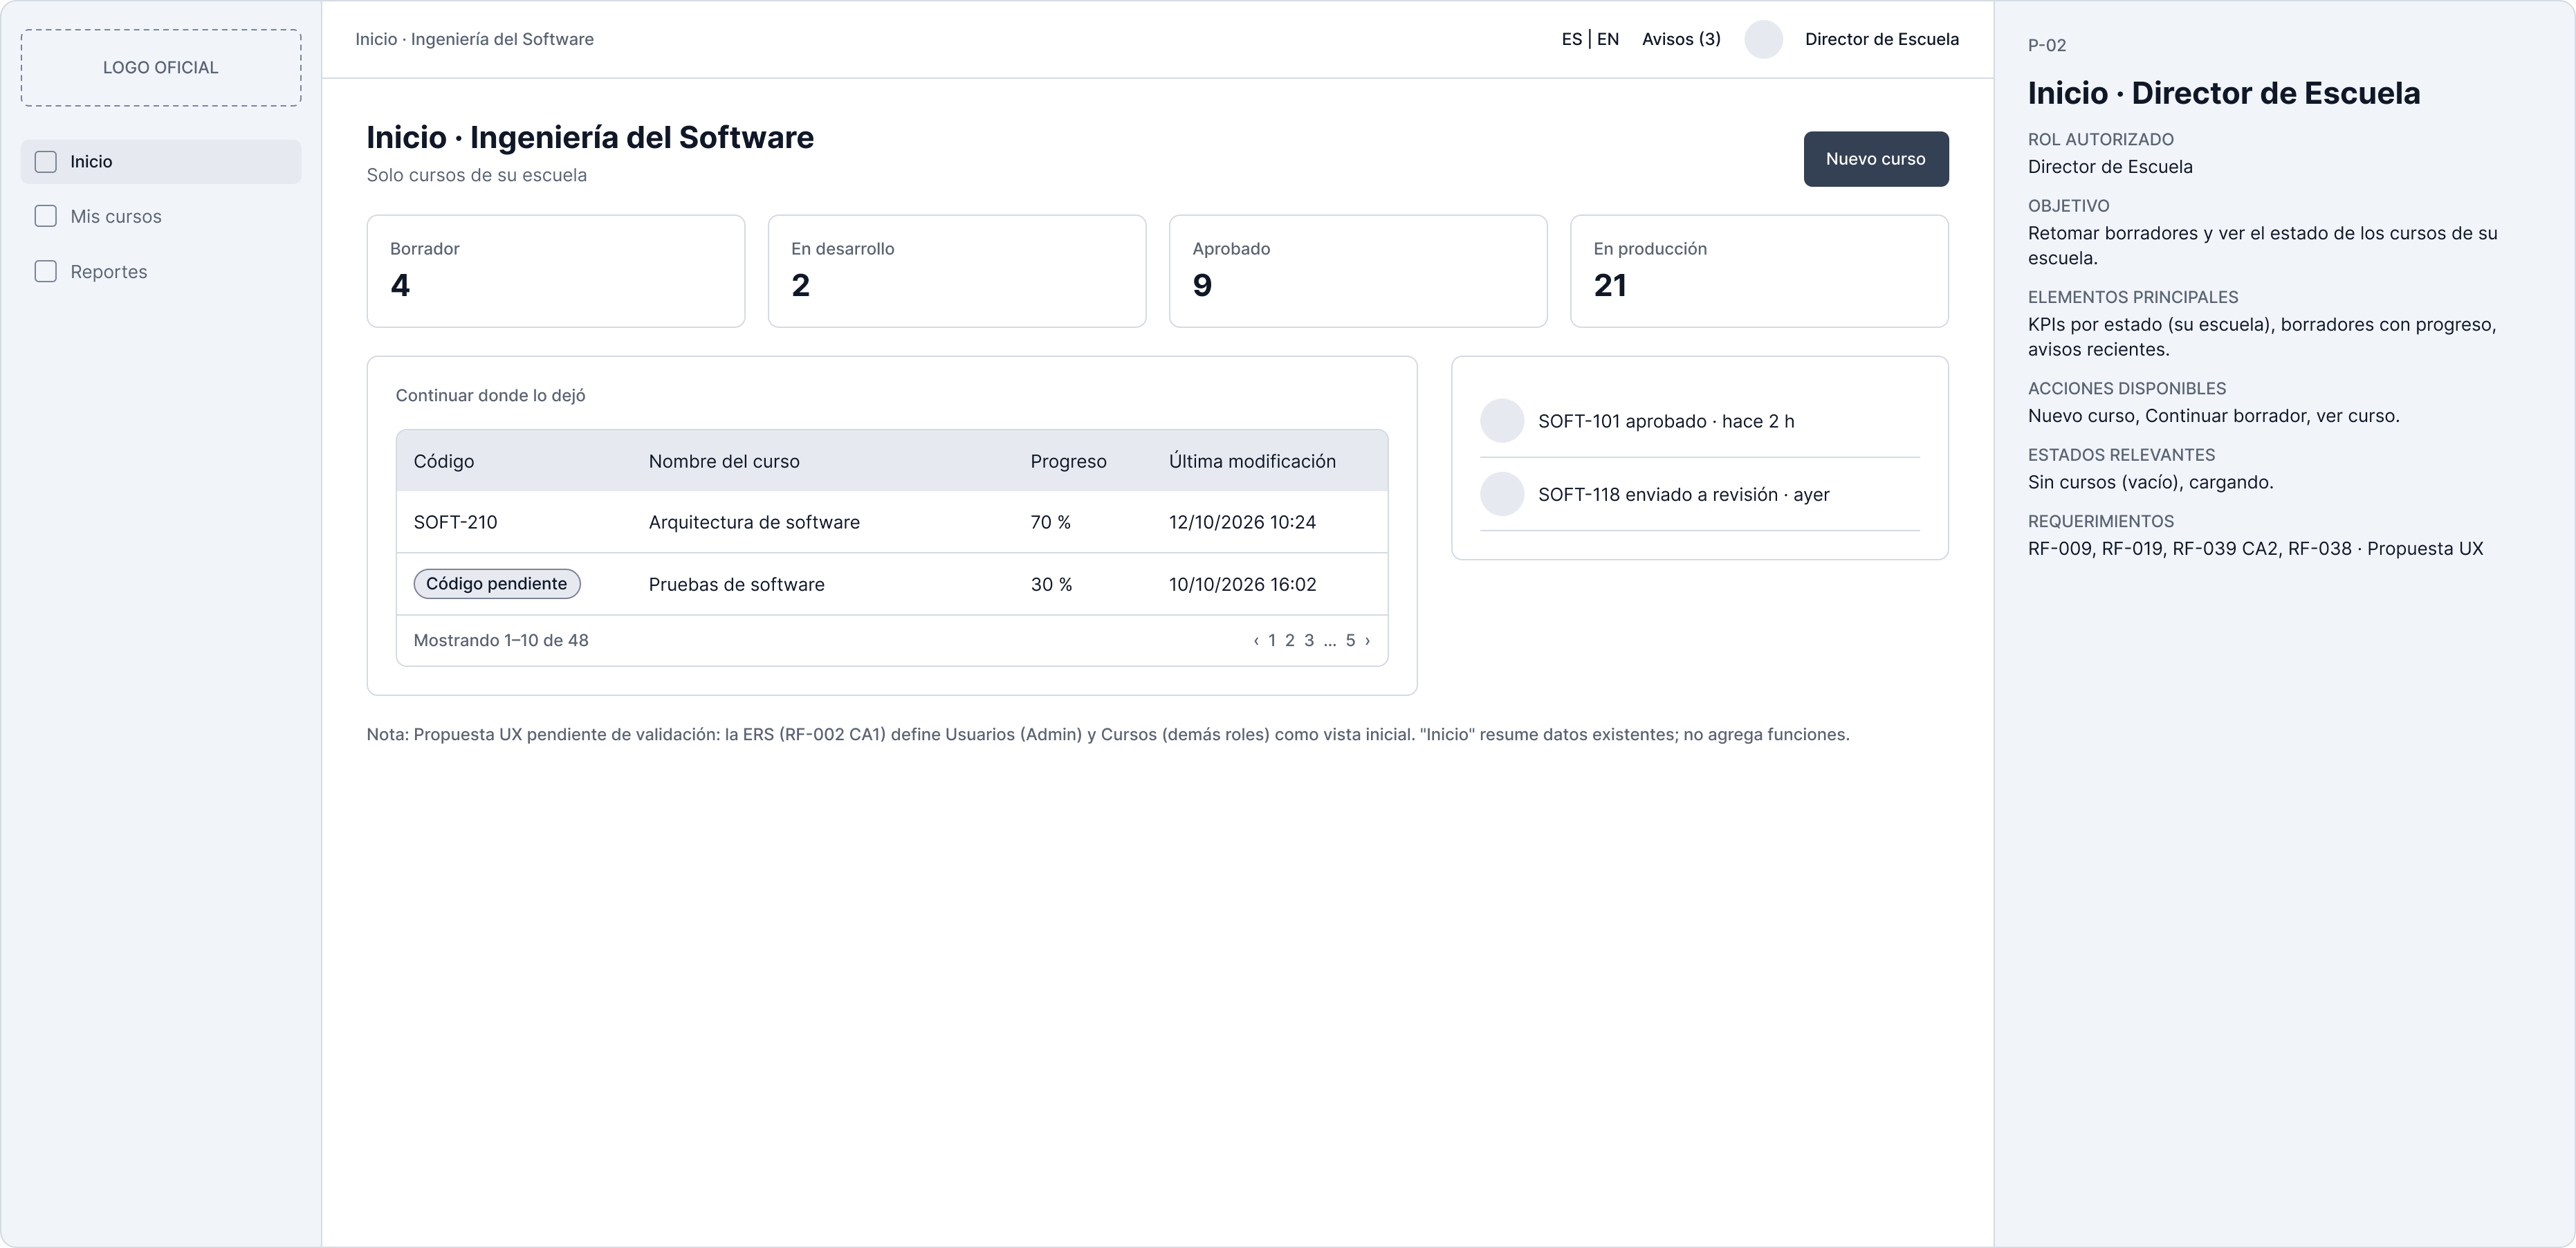 LOGO OFICIAL
Inicio
Mis cursos
Reportes
Inicio · Ingeniería del Software
ES | EN
Avisos (3)
Director de Escuela
Inicio · Ingeniería del Software
Solo cursos de su escuela
Nuevo curso
Borrador
4
En desarrollo
2
Aprobado
9
En producción
21
Continuar donde lo dejó
Código Nombre del curso Progreso Última modificación
SOFT-210 Arquitectura de software 70 % 12/10/2026 10:24
Código pendiente Pruebas de software 30 % 10/10/2026 16:02
Mostrando 1–10 de 48 ‹ 1 2 3 … 5 ›
SOFT-101 aprobado · hace 2 h
SOFT-118 enviado a revisión · ayer
Nota: Propuesta UX pendiente de validación: la ERS (RF-002 CA1) define Usuarios (Admin) y Cursos (demás roles) como vista inicial. "Inicio" resume datos existentes; no agrega funciones.
P-02
Inicio · Director de Escuela
ROL AUTORIZADO
Director de Escuela
OBJETIVO
Retomar borradores y ver el estado de los cursos de su
escuela.
ELEMENTOS PRINCIPALES
KPIs por estado (su escuela), borradores con progreso,
avisos recientes.
ACCIONES DISPONIBLES
Nuevo curso, Continuar borrador, ver curso.
ESTADOS RELEVANTES
Sin cursos (vacío), cargando.
REQUERIMIENTOS
RF-009, RF-019, RF-039 CA2, RF-038 · Propuesta UX